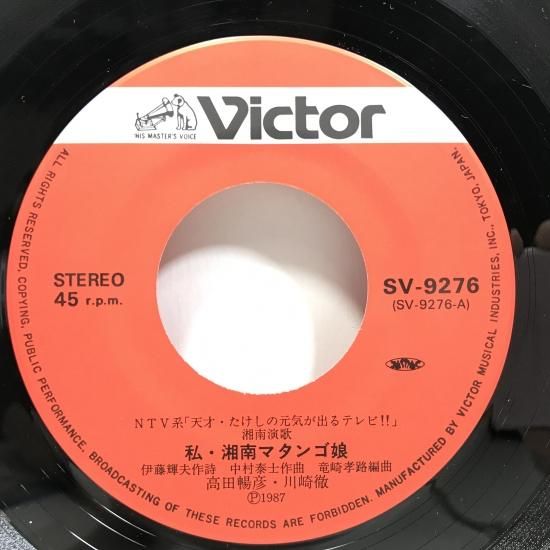 HIS MASTER'S VOICE
Victor
STEREO
45 r.p.m.
SV-9276
(SV-9276-A)
NTV系「天才・たけしの元気が出るテレビ!!」
湘南演歌
私・湘南マタンゴ娘
伊藤輝夫作詩 中村泰士作曲 竜崎孝路編曲
高田暢彦・川崎徹
Ⓟ1987
ALL RIGHTS RESERVED, COPYING, PUBLIC PERFORMANCE, BROADCASTING OF THESE RECORDS ARE FORBIDDEN. MANUFACTURED BY VICTOR MUSICAL INDUSTRIES, INC., TOKYO, JAPAN.